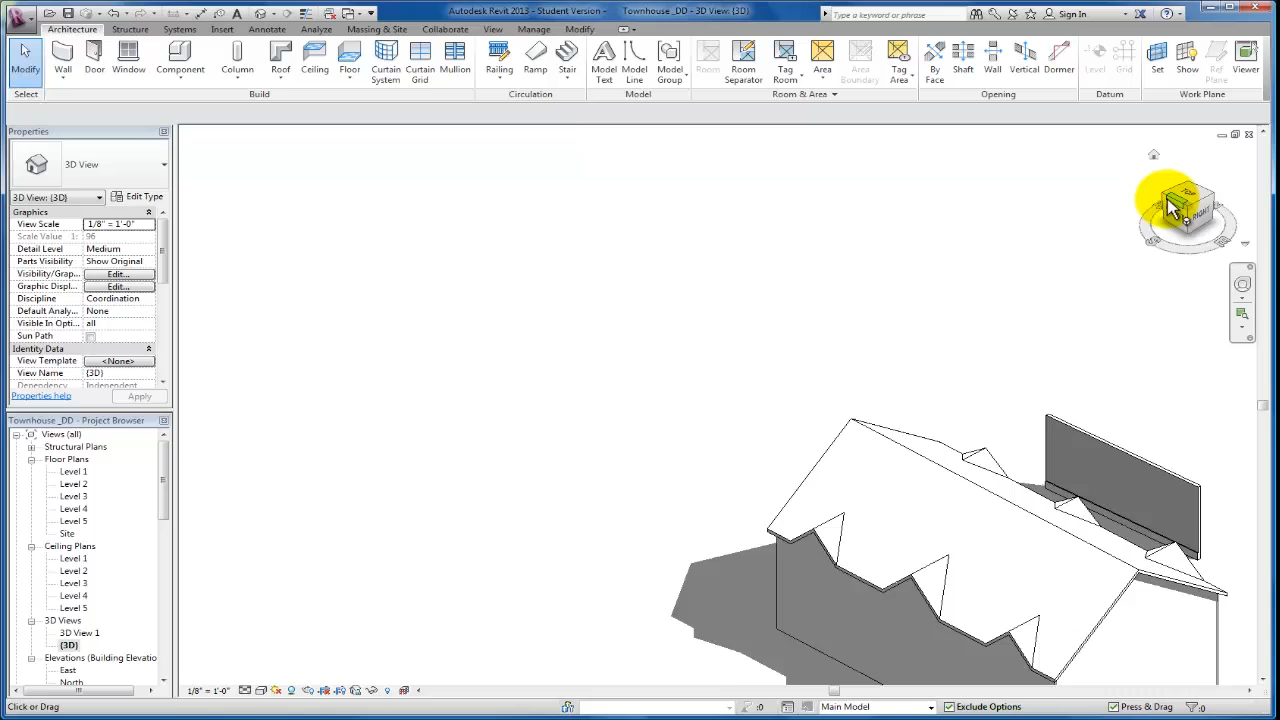 Autodesk Revit 2013 - Student Version - Townhouse_DD - 3D View: {3D}
Type a keyword or phrase
Sign In
Architecture Structure Systems Insert Annotate Analyze Massing & Site Collaborate View Manage Modify
Modify Wall Door Window Component Column Roof Ceiling Floor Curtain System Curtain Grid Mullion Railing Ramp Stair Model Text Model Line Model Group Room Room Separator Tag Room Area Area Boundary Tag Area By Face Shaft Wall Vertical Dormer Level Grid Set Show Ref Plane Viewer
Select Build Circulation Model Room & Area Opening Datum Work Plane
Properties
3D View
3D View: {3D} Edit Type
Graphics
View Scale 1/8" = 1'-0"
Scale Value 1: 96
Detail Level Medium
Parts Visibility Show Original
Visibility/Grap... Edit...
Graphic Displ... Edit...
Discipline Coordination
Default Analy... None
Visible In Opti... all
Sun Path
Identity Data
View Template <None>
View Name {3D}
Dependency Independent
Properties help Apply
TOP
RIGHT
Townhouse _DD - Project Browser
Views (all)
Structural Plans
Floor Plans
Level 1
Level 2
Level 3
Level 4
Level 5
Site
Ceiling Plans
Level 1
Level 2
Level 3
Level 4
Level 5
3D Views
3D View 1
{3D}
Elevations (Building Elevatio
East
North
1/8" = 1'-0"
Click or Drag
:0
Main Model
Exclude Options
Press & Drag
:0